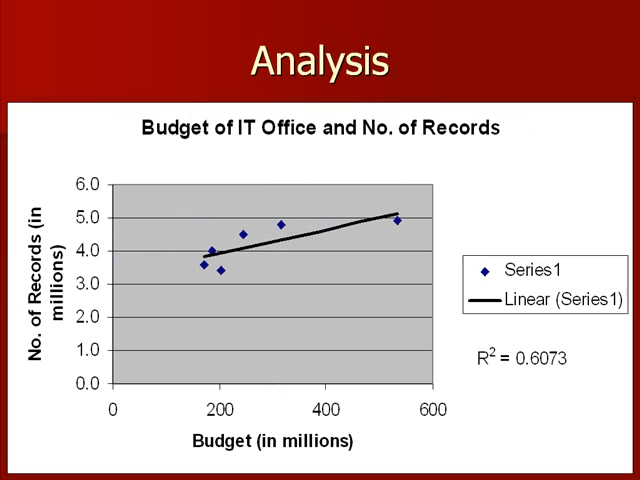 Analysis
Budget of IT Office and No. of Records
No. of Records (in
millions)
6.0
5.0
4.0
3.0
2.0
1.0
0.0
0
200
400
600
Budget (in millions)
Series1
Linear (Series1)
R² = 0.6073